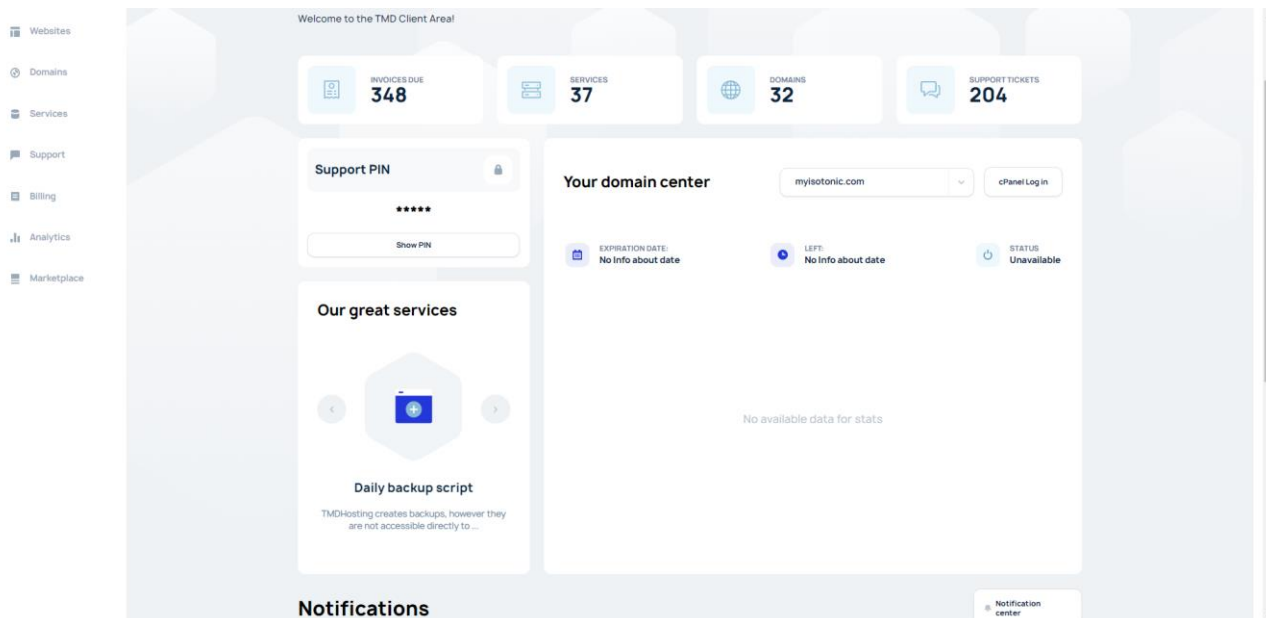 Welcome to the TMD Client Area!
Websites
Domains
Services
Support
Billing
Analytics
Marketplace
INVOICES DUE
348
SERVICES
37
DOMAINS
32
SUPPORT TICKETS
204
Support PIN
*****
Show PIN
Your domain center
myisotonic.com
cPanel Log in
EXPIRATION DATE:
No Info about date
LEFT:
No Info about date
STATUS
Unavailable
No available data for stats
Our great services
Daily backup script
TMDHosting creates backups, however they
are not accessible directly to ...
Notifications
Notification
center